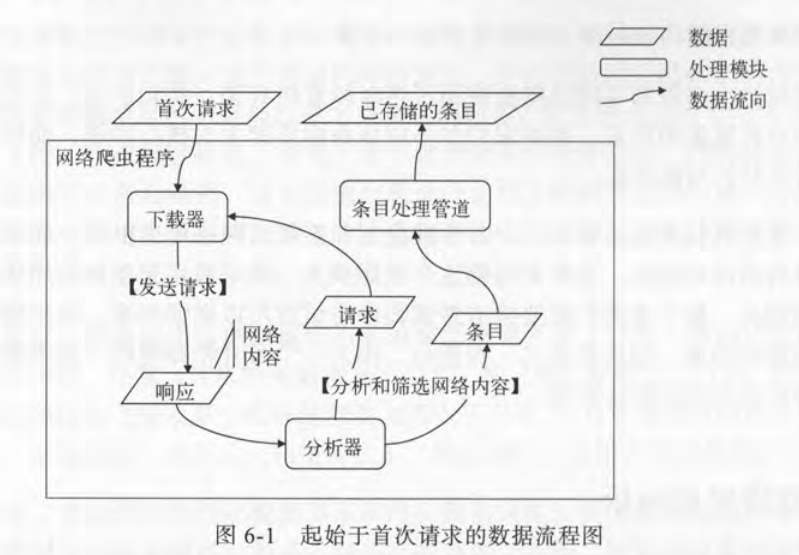 数据
处理模块
数据流向
首次请求
已存储的条目
网络爬虫程序
下载器
条目处理管道
【发送请求】
请求
条目
网络
内容
响应
【分析和筛选网络内容】
分析器
图 6-1 起始于首次请求的数据流程图